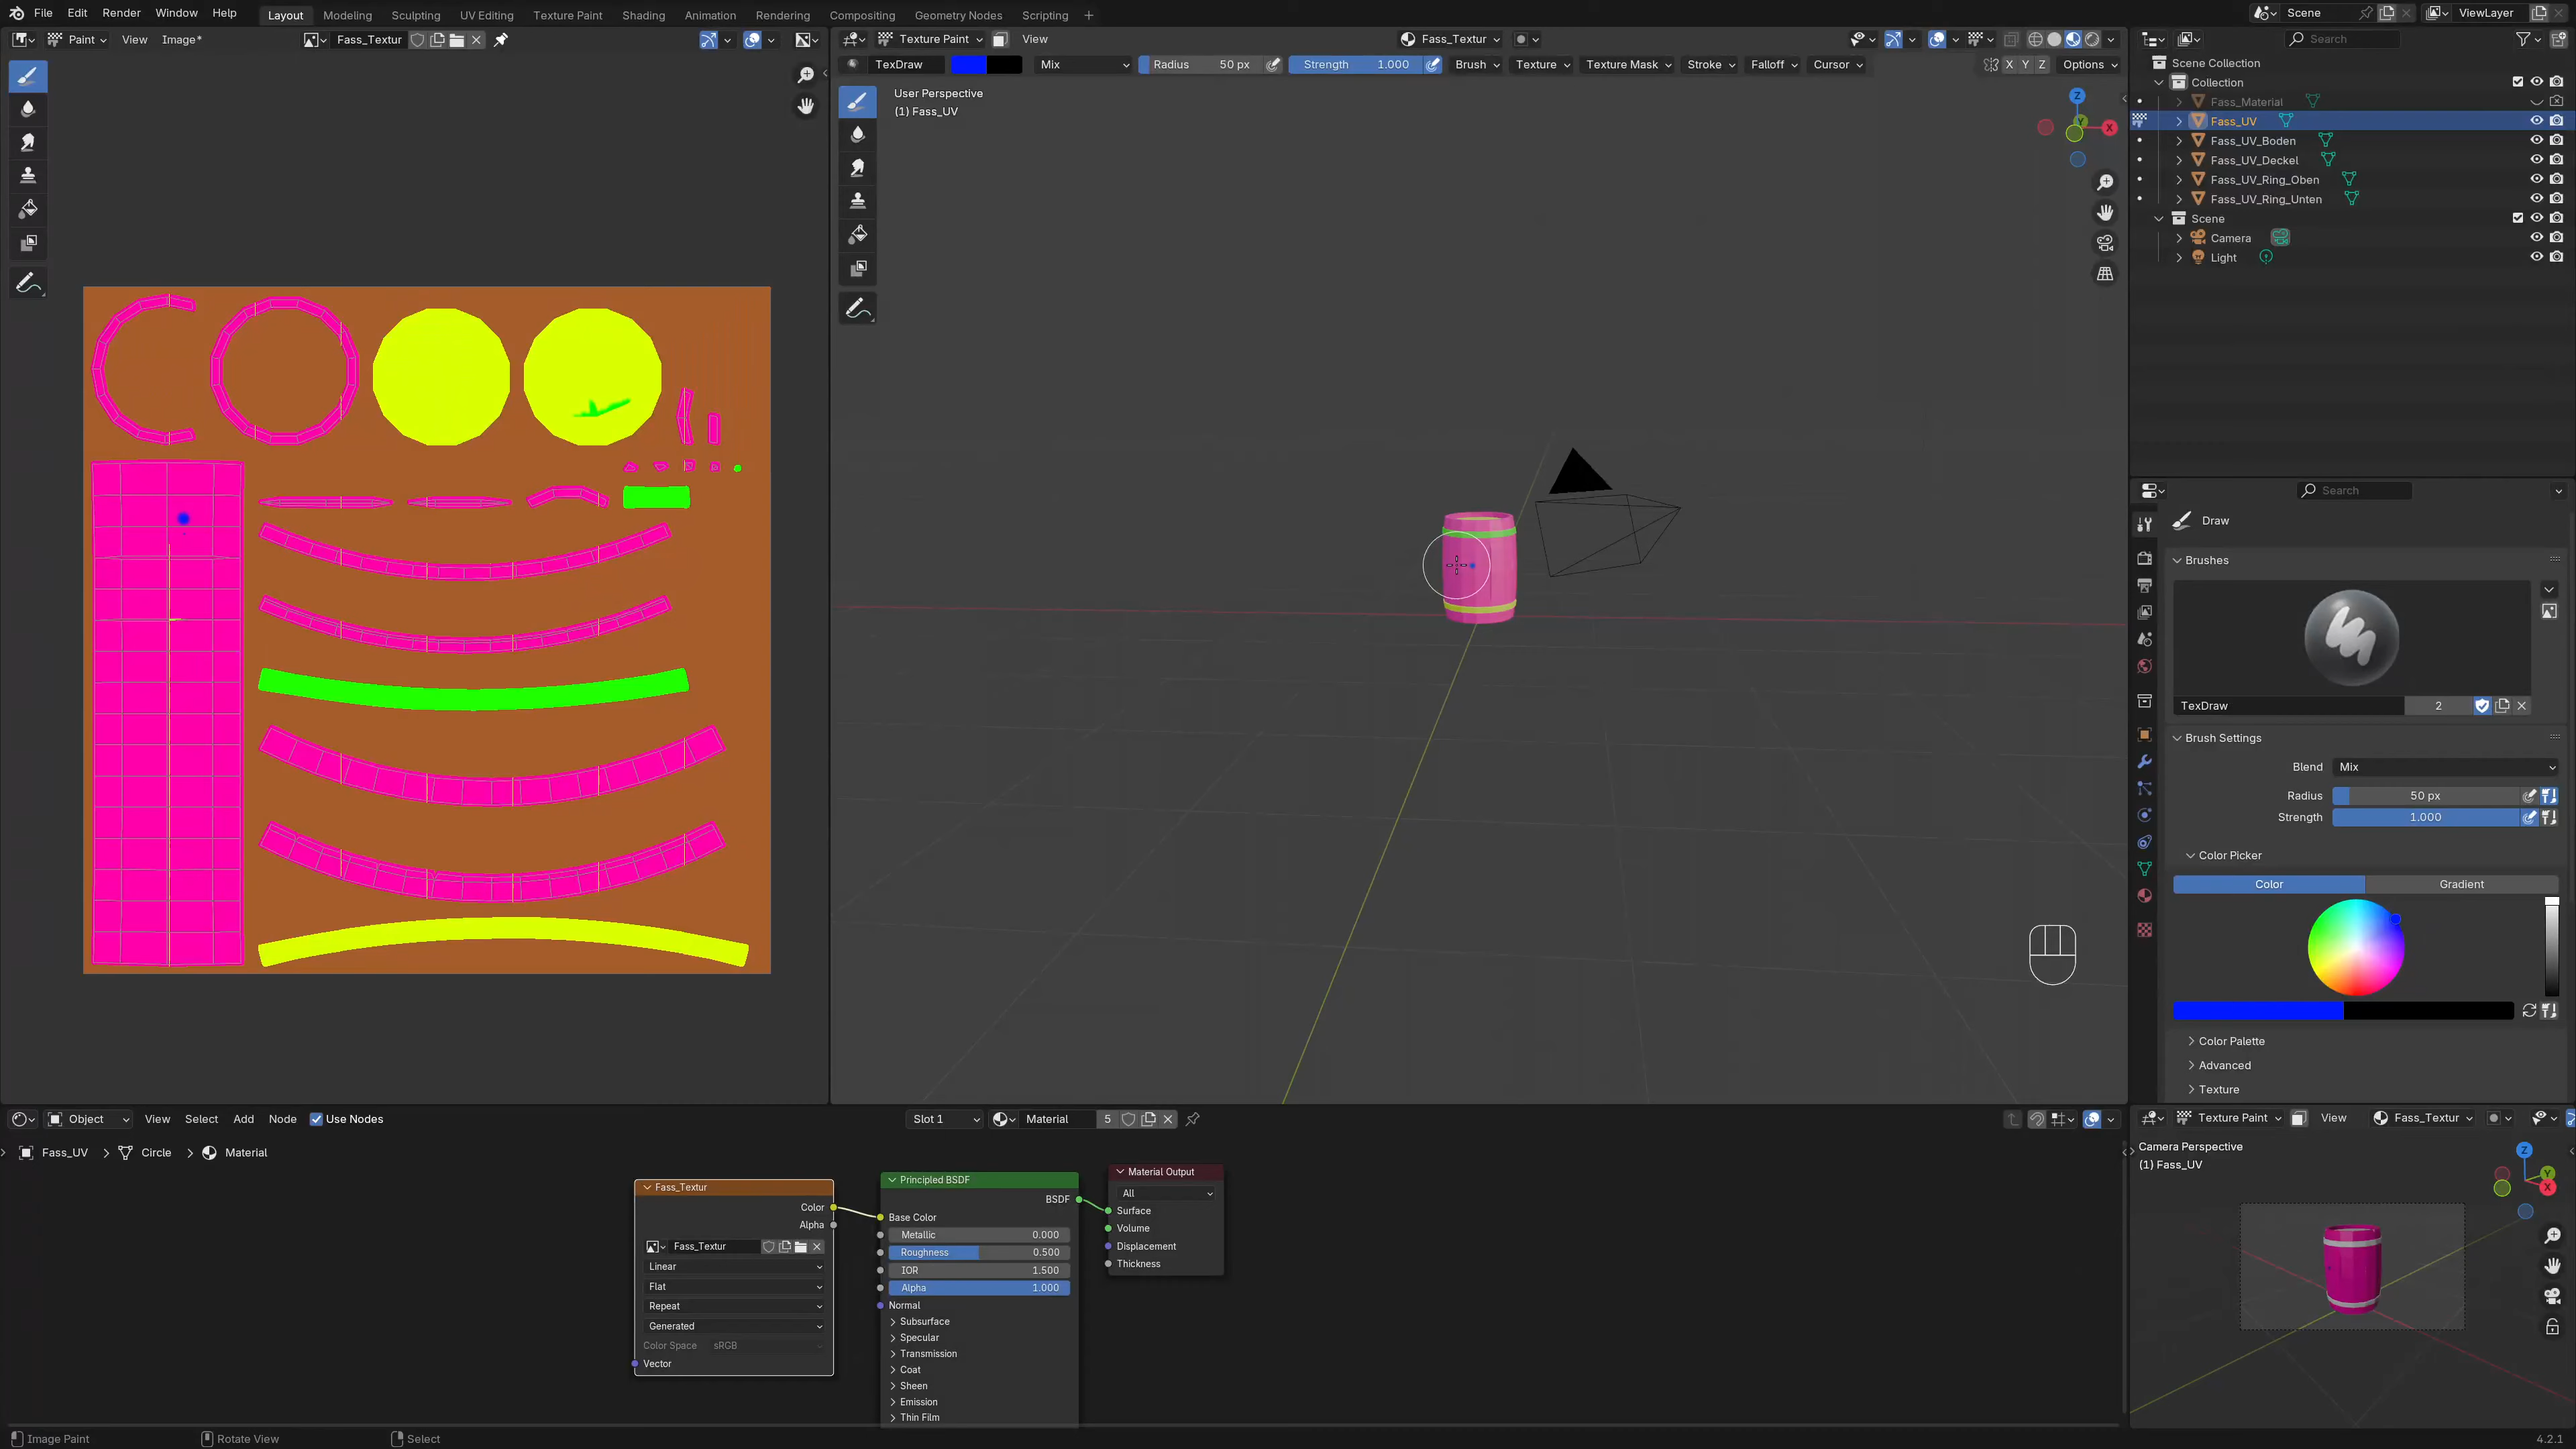 File Edit Render Window Help Layout Modeling Sculpting UV Editing Texture Paint Shading Animation Rendering Compositing Geometry Nodes Scripting + Scene ViewLayer
Paint View Image* Fass_Textur
Texture Paint View Fass_Textur
Search
TexDraw Mix Radius 50 px Strength 1.000 Brush Texture Texture Mask Stroke Falloff Cursor X Y Z Options
User Perspective
(1) Fass_UV
Z
Y
X
Scene Collection
Collection
Fass_Material
Fass_UV
Fass_UV_Boden
Fass_UV_Deckel
Fass_UV_Ring_Oben
Fass_UV_Ring_Unten
Scene
Camera
Light
Search
Draw
Brushes
TexDraw 2
Brush Settings
Blend Mix
Radius 50 px
Strength 1.000
Color Picker
Color Gradient
Color Palette
Advanced
Texture
Object View Select Add Node Use Nodes Slot 1 Material 5
Fass_UV > Circle > Material
Fass_Textur
Color
Alpha
Fass_Textur
Linear
Flat
Repeat
Generated
Color Space sRGB
Vector
Principled BSDF
BSDF
Base Color
Metallic 0.000
Roughness 0.500
IOR 1.500
Alpha 1.000
Normal
Subsurface
Specular
Transmission
Coat
Sheen
Emission
Thin Film
Material Output
All
Surface
Volume
Displacement
Thickness
Texture Paint View Fass_Textur
Camera Perspective
(1) Fass_UV
Z
Y
X
Image Paint Rotate View Select 4.2.1